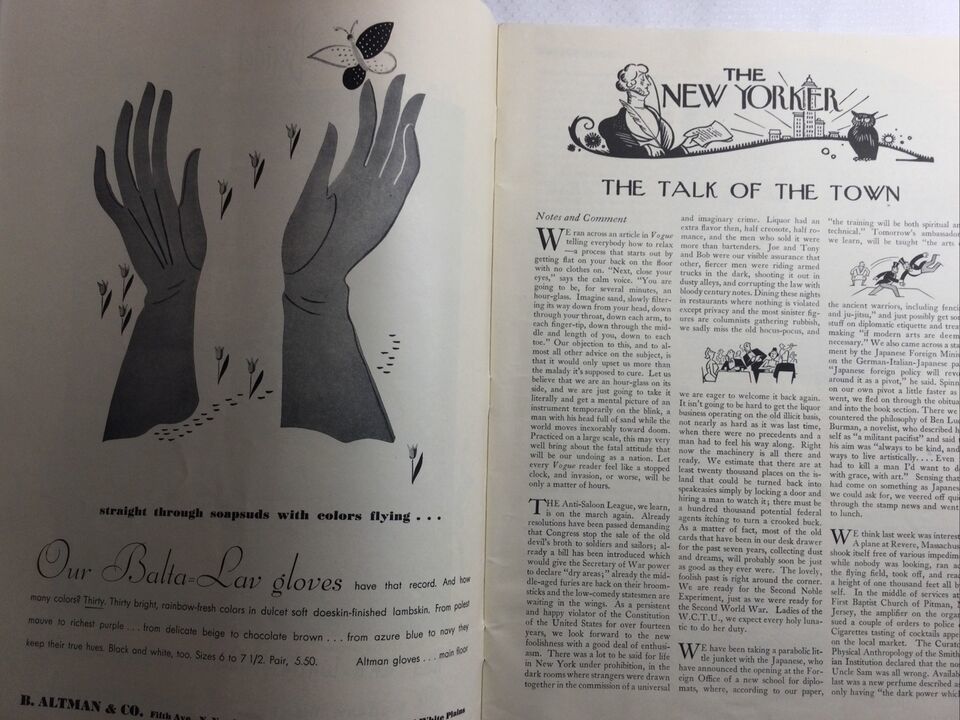 straight through soapsuds with colors flying . . .
Our Balta=Lav gloves have that record. And how
many colors? Thirty. Thirty bright, rainbow-fresh colors in dulcet soft doeskin-finished lambskin. From palest
mauve to richest purple . . . from delicate beige to chocolate brown . . . from azure blue to navy they
keep their true hues. Black and white, too. Sizes 6 to 7 1/2. Pair, 5.50. Altman gloves . . . main floor
B. ALTMAN & CO. Fifth Ave.
White Plains
THE
NEW YORKER
THE TALK OF THE TOWN
Notes and Comment
WE ran across an article in Vogue
telling everybody how to relax
—a process that starts out by
getting flat on your back on the floor
with no clothes on. "Next, close your
eyes," says the calm voice. "You are
going to be, for several minutes, an
hour-glass. Imagine sand, slowly filter-
ing its way down from your head, down
through your throat, down each arm, to
each finger-tip, down through the mid-
dle and length of you, down to each
toe." Our objection to this, and to al-
most all other advice on the subject, is
that it would only upset us more than
the malady it's supposed to cure. Let us
believe that we are an hour-glass on its
side, and we are just going to take it
literally and get a mental picture of an
instrument temporarily on the blink, a
man with his head full of sand while the
world moves inexorably toward doom.
Practiced on a large scale, this may very
well bring about the fatal attitude that
will be our undoing as a nation. Let
every Vogue reader feel like a stopped
clock, and invasion, or worse, will be
only a matter of hours.
THE Anti-Saloon League, we learn,
is on the march again. Already
resolutions have been passed demanding
that Congress stop the sale of the old
devil's broth to soldiers and sailors; al-
ready a bill has been introduced which
would give the Secretary of War power
to declare "dry areas;" already the mid-
dle-aged furies are back on their broom-
sticks and the low-comedy statesmen are
waiting in the wings. As a persistent
and happy violator of the Constitution
of the United States for over fourteen
years, we look forward to the new
foolishness with a good deal of enthusi-
asm. There was a lot to be said for life
in New York under prohibition, in the
dark rooms where strangers were drawn
together in the commission of a universal
and imaginary crime. Liquor had an
extra flavor then, half creosote, half ro-
mance, and the men who sold it were
more than bartenders. Joe and Tony
and Bob were our visible assurance that
other, fiercer men were riding armed
trucks in the dark, shooting it out in
dusty alleys, and corrupting the law with
bloody century notes. Dining these nights
in restaurants where nothing is violated
except privacy and the most sinister fig-
ures are columnists gathering rubbish,
we sadly miss the old hocus-pocus, and
we are eager to welcome it back again.
It isn't going to be hard to get the liquor
business operating on the old illicit basis,
not nearly as hard as it was last time,
when there were no precedents and a
man had to feel his way along. Right
now the machinery is all there and
ready. We estimate that there are at
least twenty thousand places on the is-
land that could be turned back into
speakeasies simply by locking a door and
hiring a man to watch it; there must be
a hundred thousand potential federal
agents itching to turn a crooked buck.
As a matter of fact, most of the old
cards that have been in our desk drawer
for the past seven years, collecting dust
and dreams, will probably soon be just
as good as they ever were. The lovely,
foolish past is right around the corner.
We are ready for the Second Noble
Experiment, just as we were ready for
the Second World War. Ladies of the
W.C.T.U., we expect every holy luna-
tic to do her duty.
WE have been taking a parabolic lit-
tle junket with the Japanese, who
have announced the opening at the For-
eign Office of a new school for diplo-
mats, where, according to our paper,
"the training will be both spiritual an
technical." Tomorrow's ambassador
we learn, will be taught "the arts
the ancient warriors, including fenci
and ju-jitsu," and just possibly get som
stuff on diplomatic etiquette and trea
making "if modern arts are deem
necessary." We also came across a sta
ment by the Japanese Foreign Minis
on the German-Italian-Japanese pa
"Japanese foreign policy will revo
around it as a pivot," he said. Spinn
on our own pivot a little faster as
went, we fled on through the obitua
and into the book section. There we
countered the philosophy of Ben Luc
Burman, a novelist, who described h
self as "a militant pacifist" and said
his aim was "always to be kind, and
ways to live artistically. . . . Even
had to kill a man I'd want to d
with grace, with art." Sensing that
had come on something as Japanese
we could ask for, we veered off qui
through the stamp news and went
to lunch.
WE think last week was interest
A plane at Revere, Massachus
shook itself free of various impedim
while nobody was looking, ran ac
the flying field, took off, and reac
a height of one thousand feet all b
self. In the middle of services at
First Baptist Church of Pitman, N
Jersey, the amplifier on the organ
sued a couple of orders to police c
Cigarettes tasting of cocktails appe
on the local market. The Curato
Physical Anthropology of the Smith
ian Institution declared that the nos
Uncle Sam was all wrong. Availab
last was a new perfume described as
only having "the dark power which